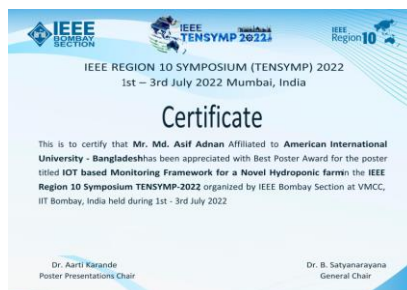 IEEE
BOMBAY
SECTION
IEEE
TENSYMP 2022
IEEE
Region 10
IEEE REGION 10 SYMPOSIUM (TENSYMP) 2022
1st – 3rd July 2022 Mumbai, India
Certificate
This is to certify that Mr. Md. Asif Adnan Affiliated to American International
University - Bangladeshhas been appreciated with Best Poster Award for the poster
titled IOT based Monitoring Framework for a Novel Hydroponic farmin the IEEE
Region 10 Symposium TENSYMP-2022 organized by IEEE Bombay Section at VMCC,
IIT Bombay, India held during 1st - 3rd July 2022
Dr. Aarti Karande
Dr. B. Satyanarayana
Poster Presentations Chair
General Chair